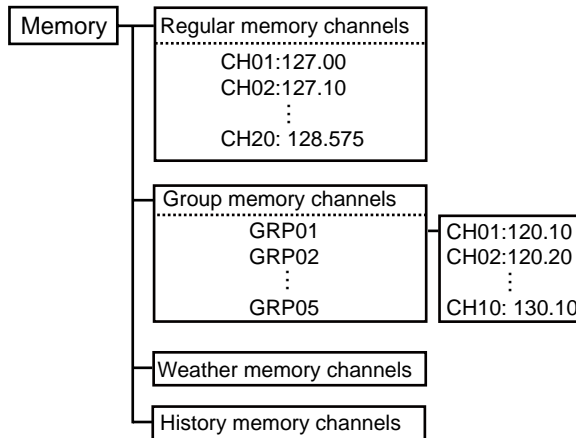 Memory
Regular memory channels
CH01:127.00
CH02:127.10
⋮
CH20: 128.575
Group memory channels
GRP01
GRP02
⋮
GRP05
CH01:120.10
CH02:120.20
⋮
CH10: 130.10
Weather memory channels
History memory channels